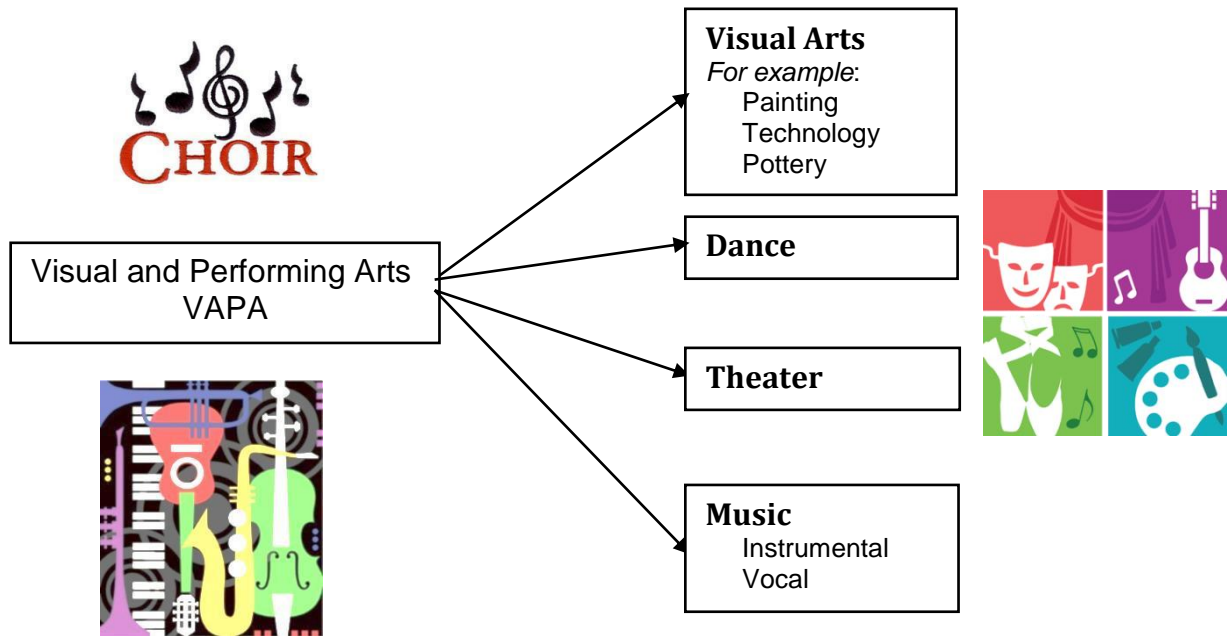 CHOIR
Visual and Performing Arts
VAPA
Visual Arts
For example:
Painting
Technology
Pottery
Dance
Theater
Music
Instrumental
Vocal